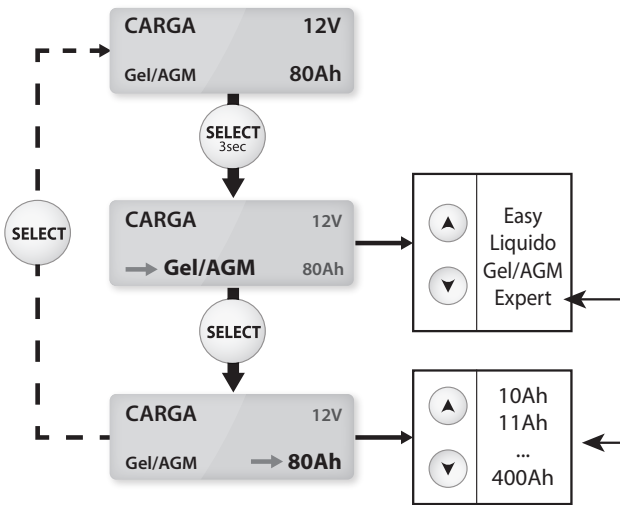 CARGA 12V
Gel/AGM 80Ah
SELECT
3sec
SELECT
CARGA 12V
Gel/AGM 80Ah
Easy
Liquido
Gel/AGM
Expert
SELECT
CARGA 12V
Gel/AGM 80Ah
10Ah
11Ah
...
400Ah